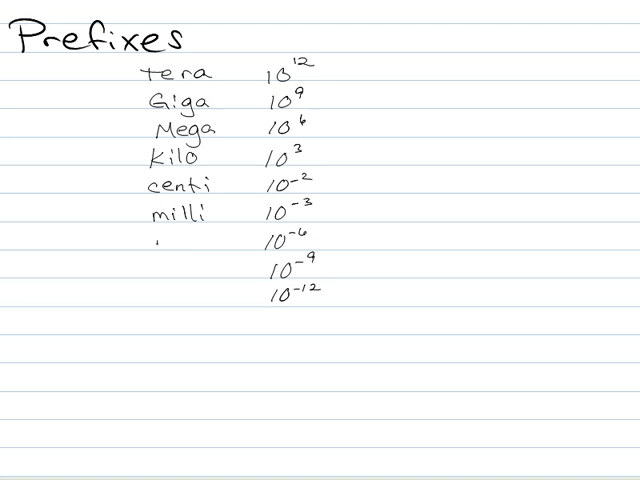 Prefixes
tera 10^12
Giga 10^9
Mega 10^6
Kilo 10^3
centi 10^-2
milli 10^-3
10^-6
10^-9
10^-12